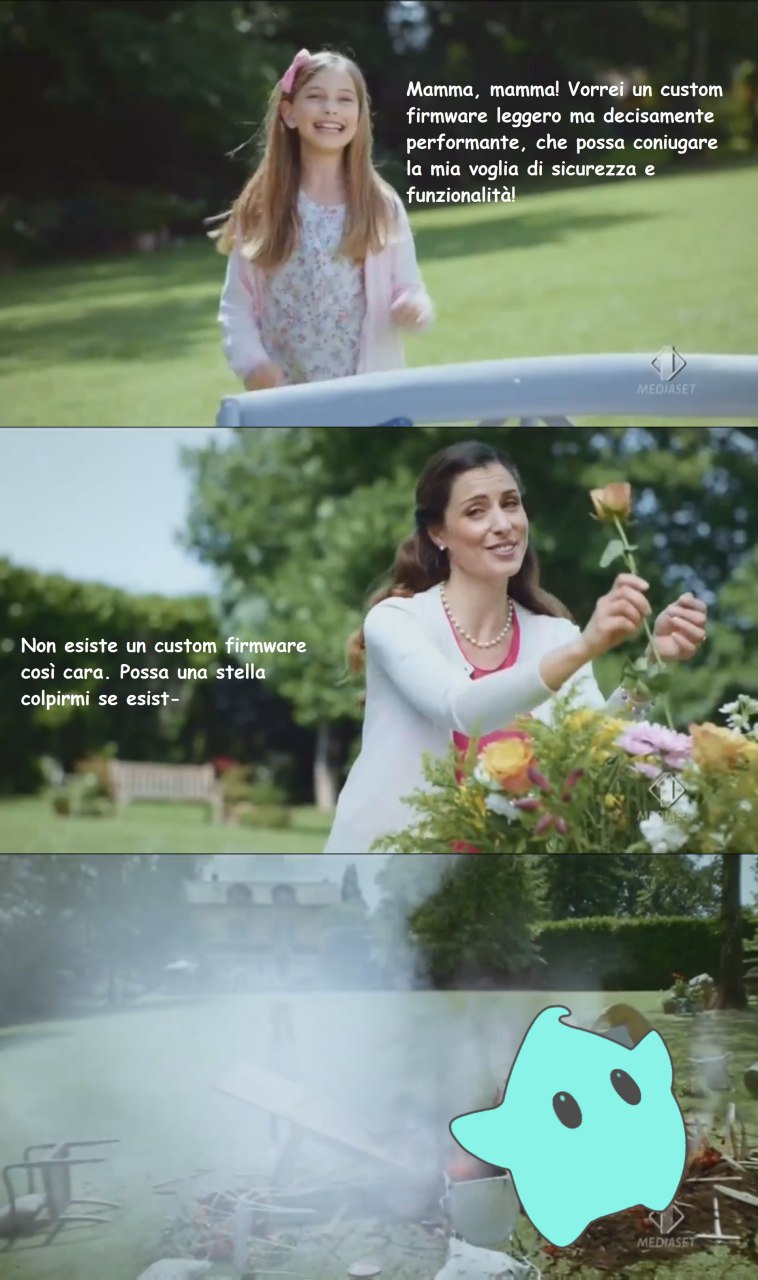 Mamma, mamma! Vorrei un custom
firmware leggero ma decisamente
performante, che possa coniugare
la mia voglia di sicurezza e
funzionalità!
MEDIASET
Non esiste un custom firmware
così cara. Possa una stella
colpirmi se esist-
MEDIASET
MEDIASET